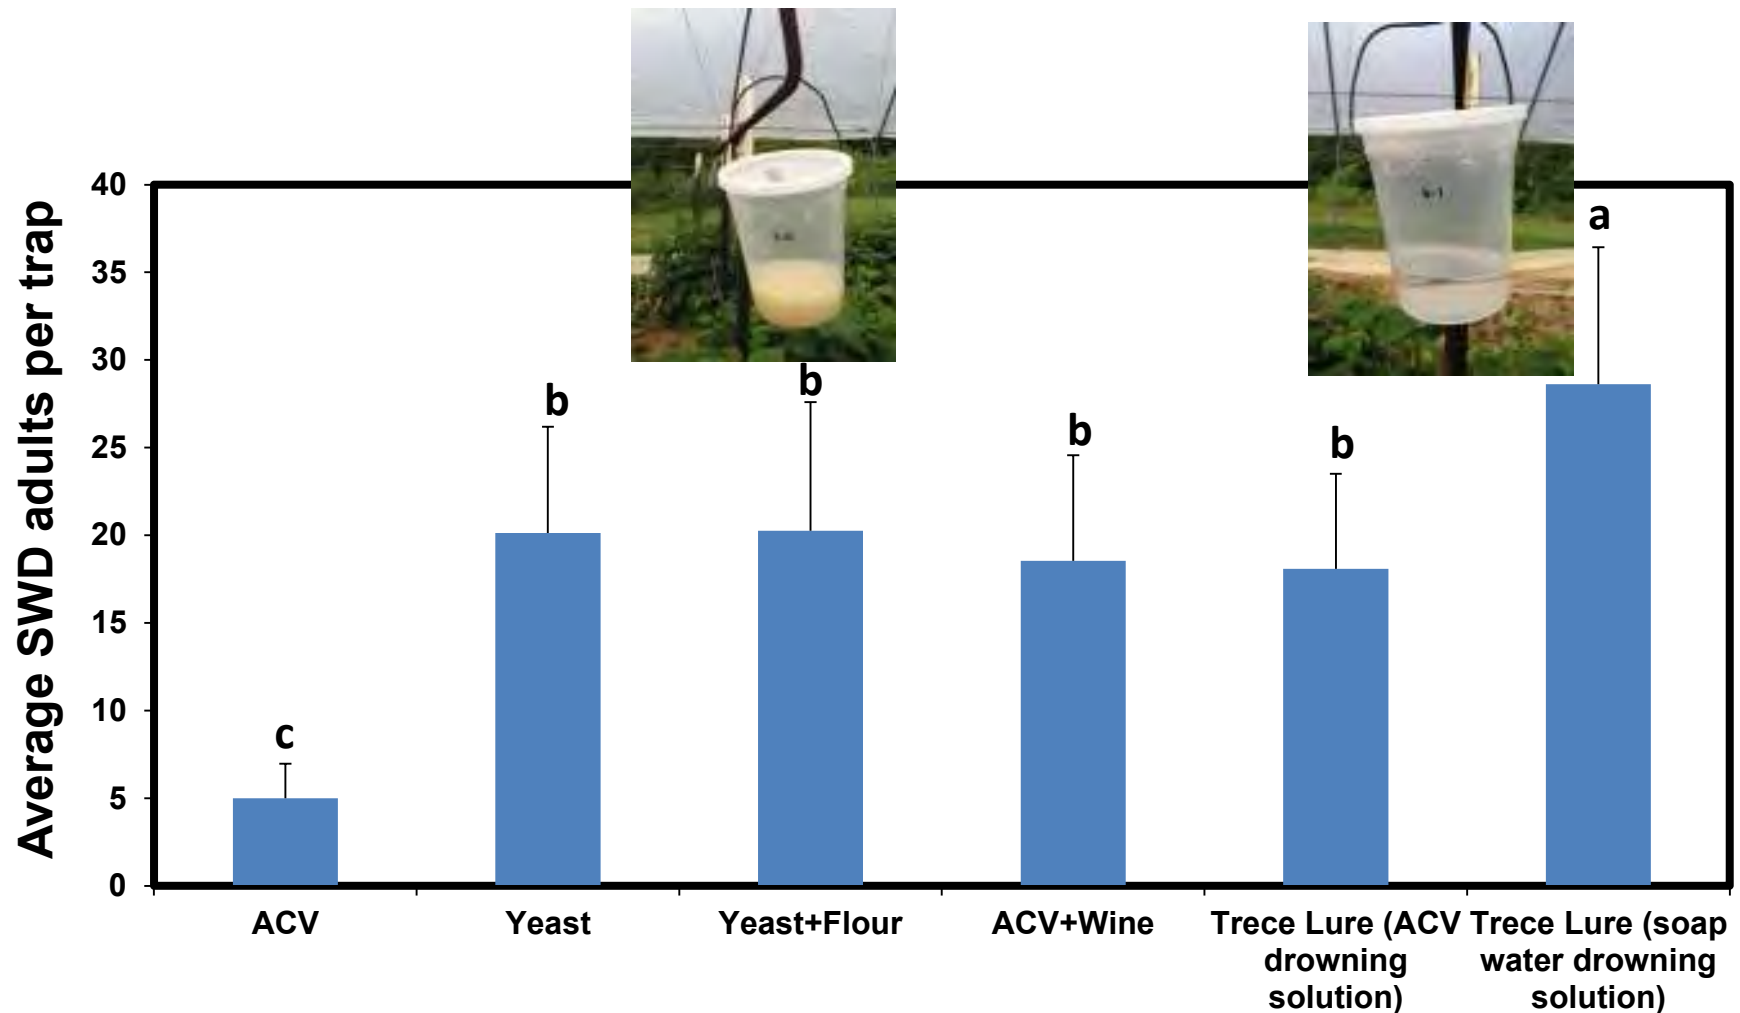 Average SWD adults per trap
40
35
30
25
20
15
10
5
0
c
b
b
b
b
a
ACV
Yeast
Yeast+Flour
ACV+Wine
Trece Lure (ACV
drowning
solution)
Trece Lure (soap
water drowning
solution)